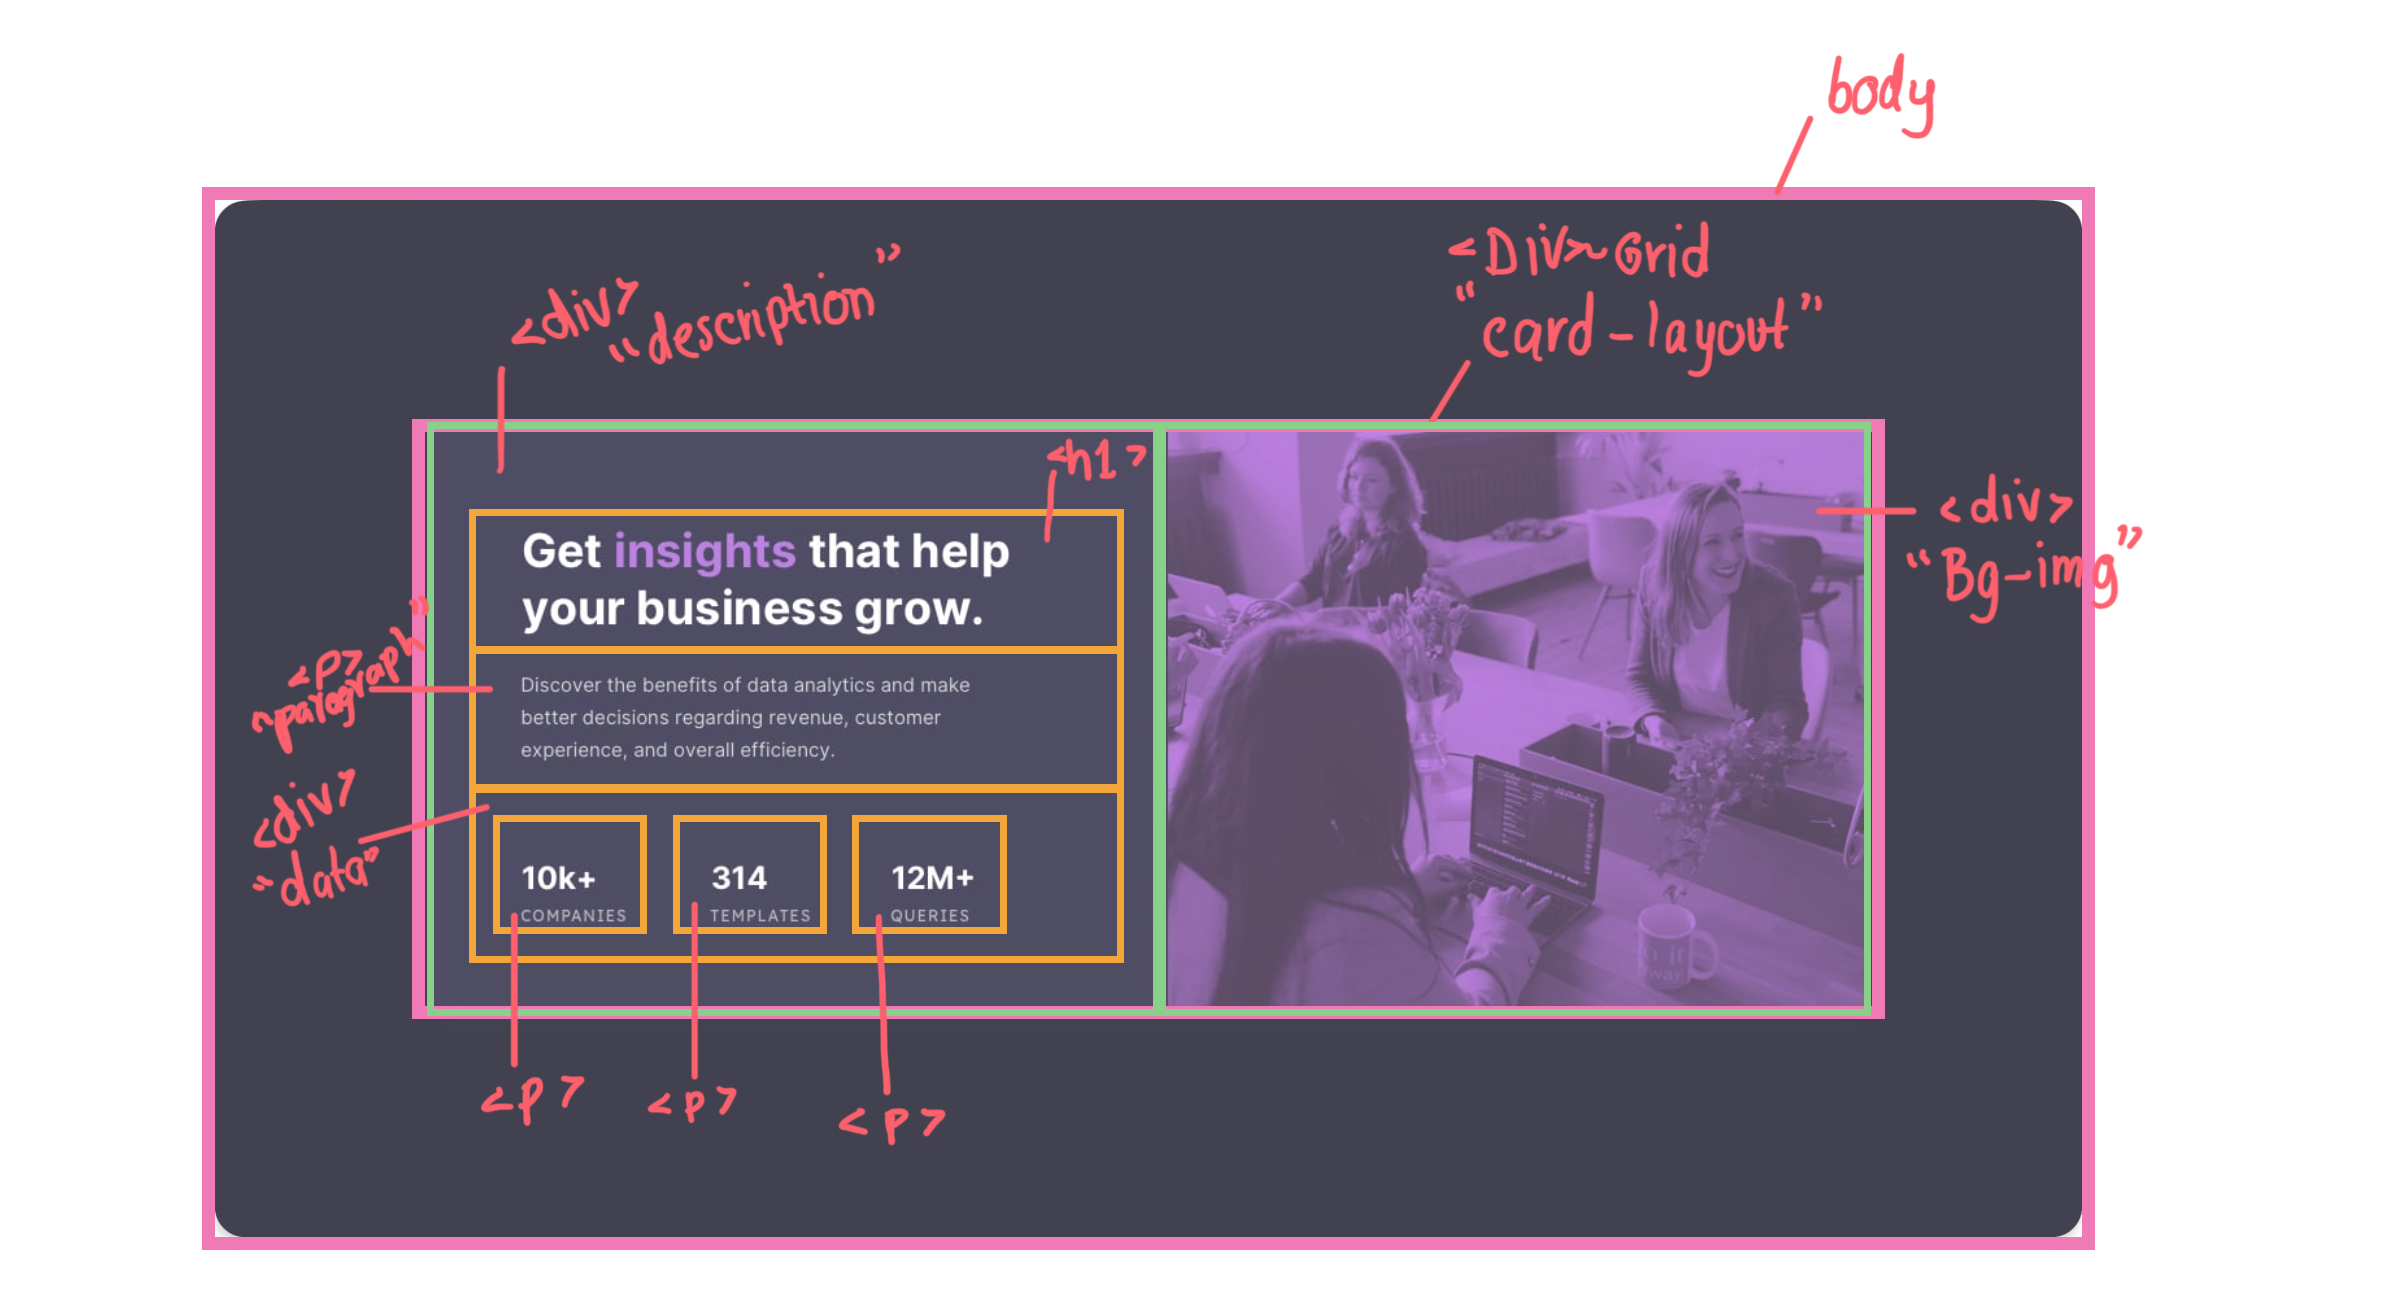 body
<Div>~Grid
"card-layout"
<div>
"description"
<h1>
Get insights that help
your business grow.
<div>
"Bg-img"
<p>
"paragraph"
Discover the benefits of data analytics and make
better decisions regarding revenue, customer
experience, and overall efficiency.
<div>
"data"
10k+
COMPANIES
314
TEMPLATES
12M+
QUERIES
<p>
<p>
<p>